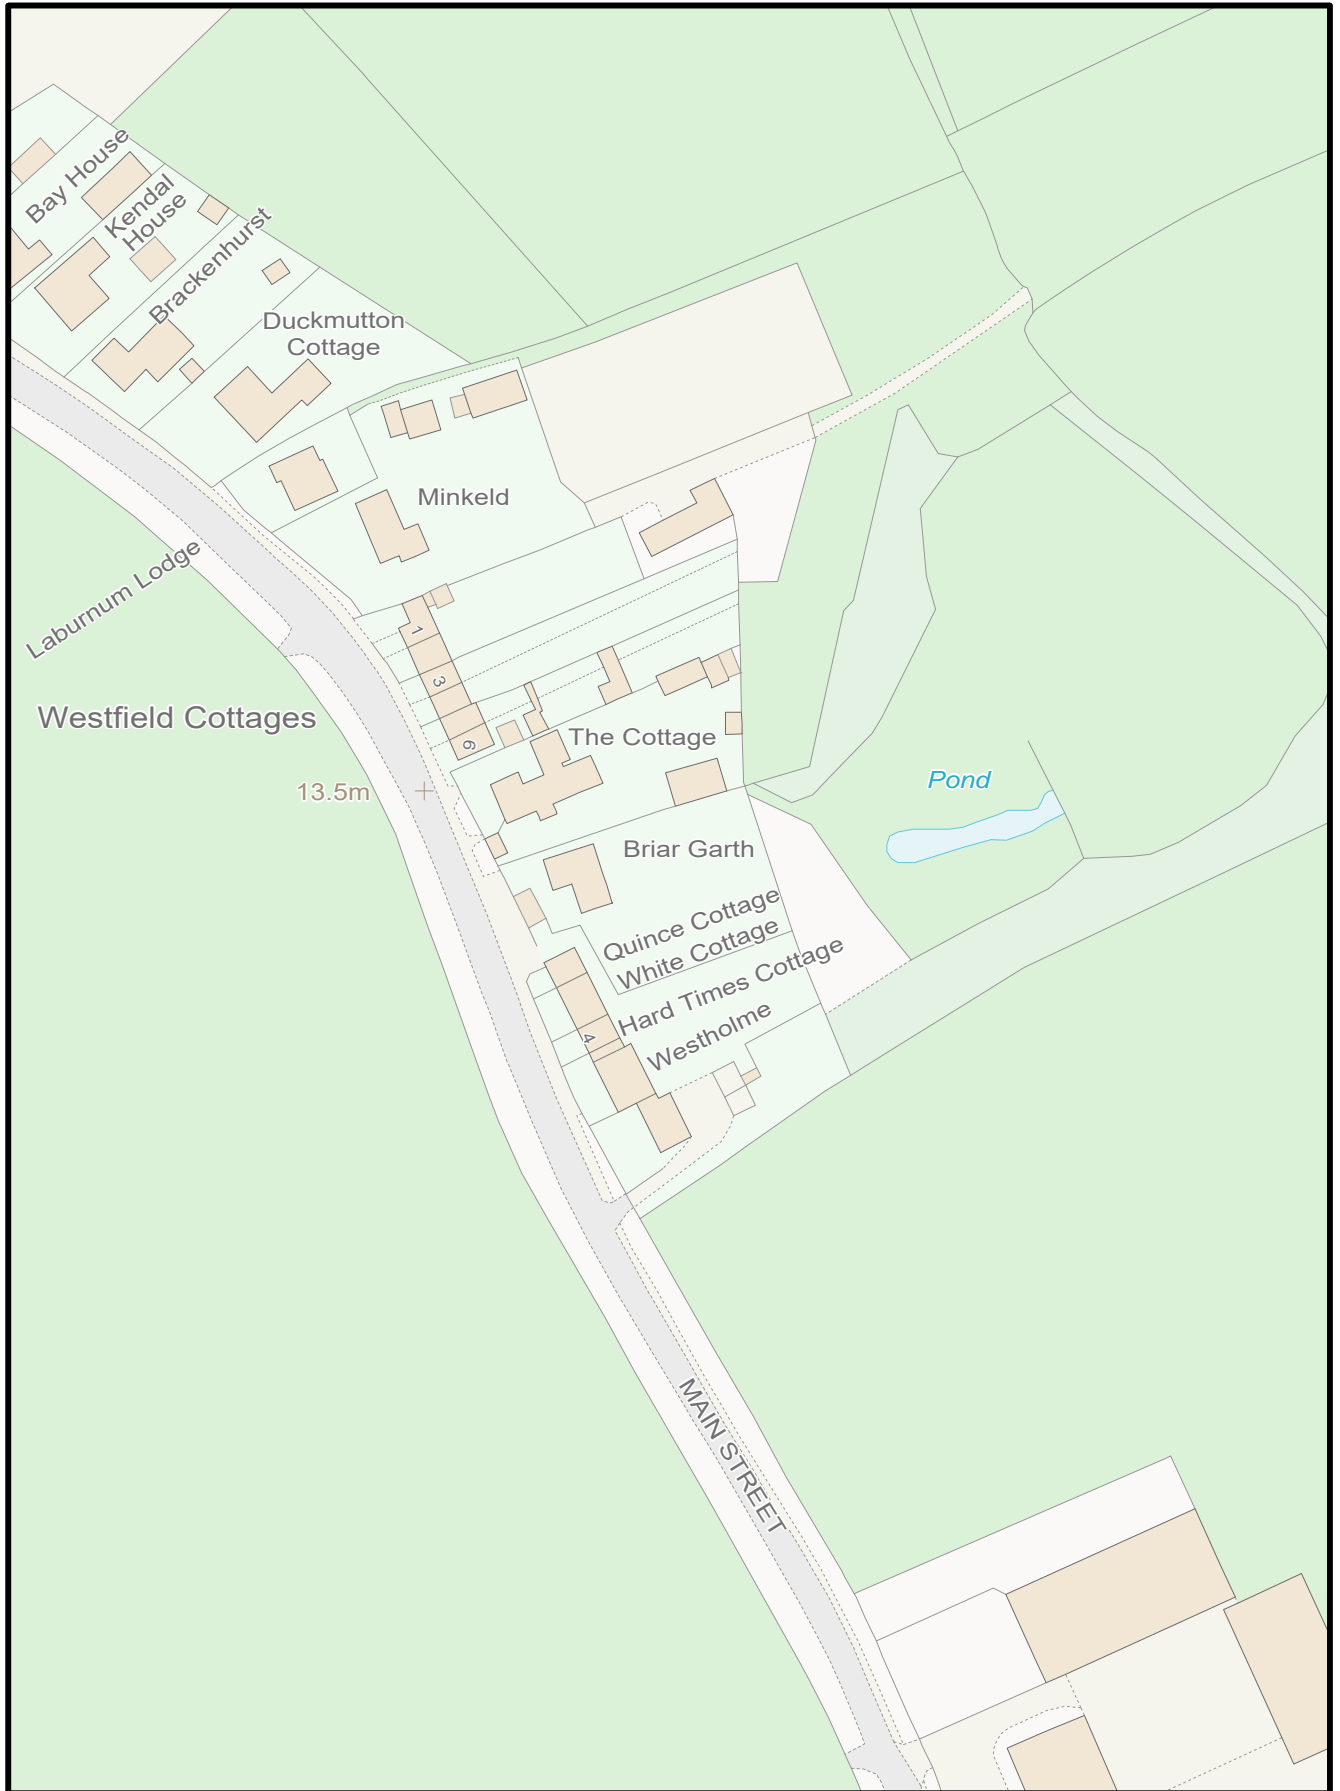 Bay House
Kendal
House
Brackenhurst
Duckmutton
Cottage
Minkeld
Laburnum Lodge
1
3
Westfield Cottages
6
The Cottage
13.5m
Pond
Briar Garth
Quince Cottage
White Cottage
Hard Times Cottage
4
Westholme
MAIN STREET